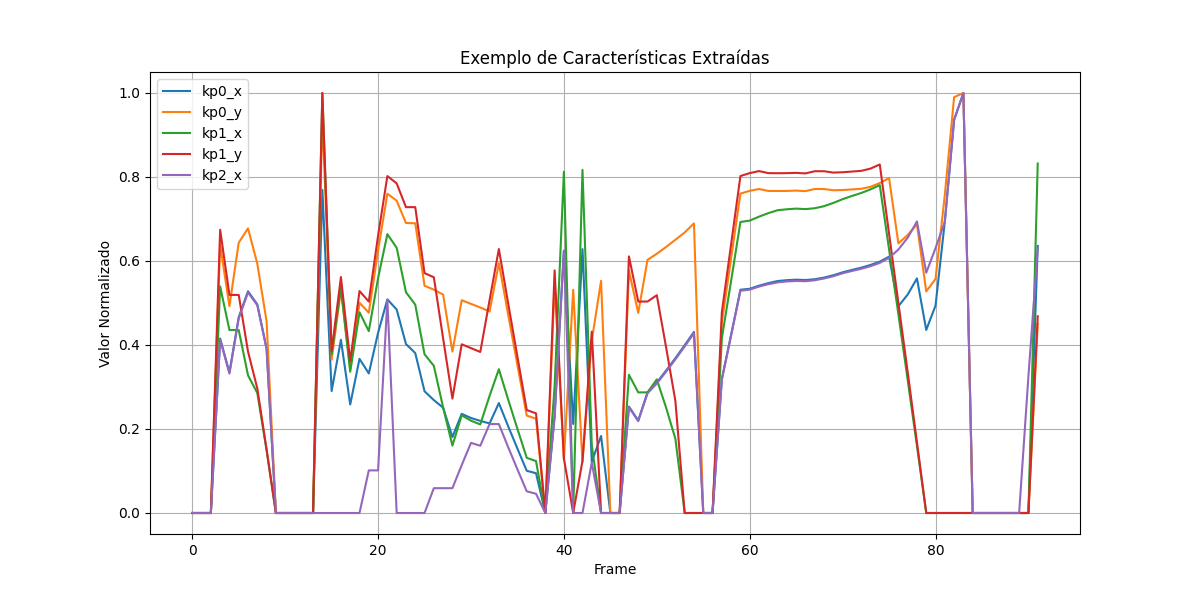 Exemplo de Características Extraídas
kp0_x
kp0_y
kp1_x
kp1_y
kp2_x
Valor Normalizado
1.0
0.8
0.6
0.4
0.2
0.0
0 20 40 60 80
Frame